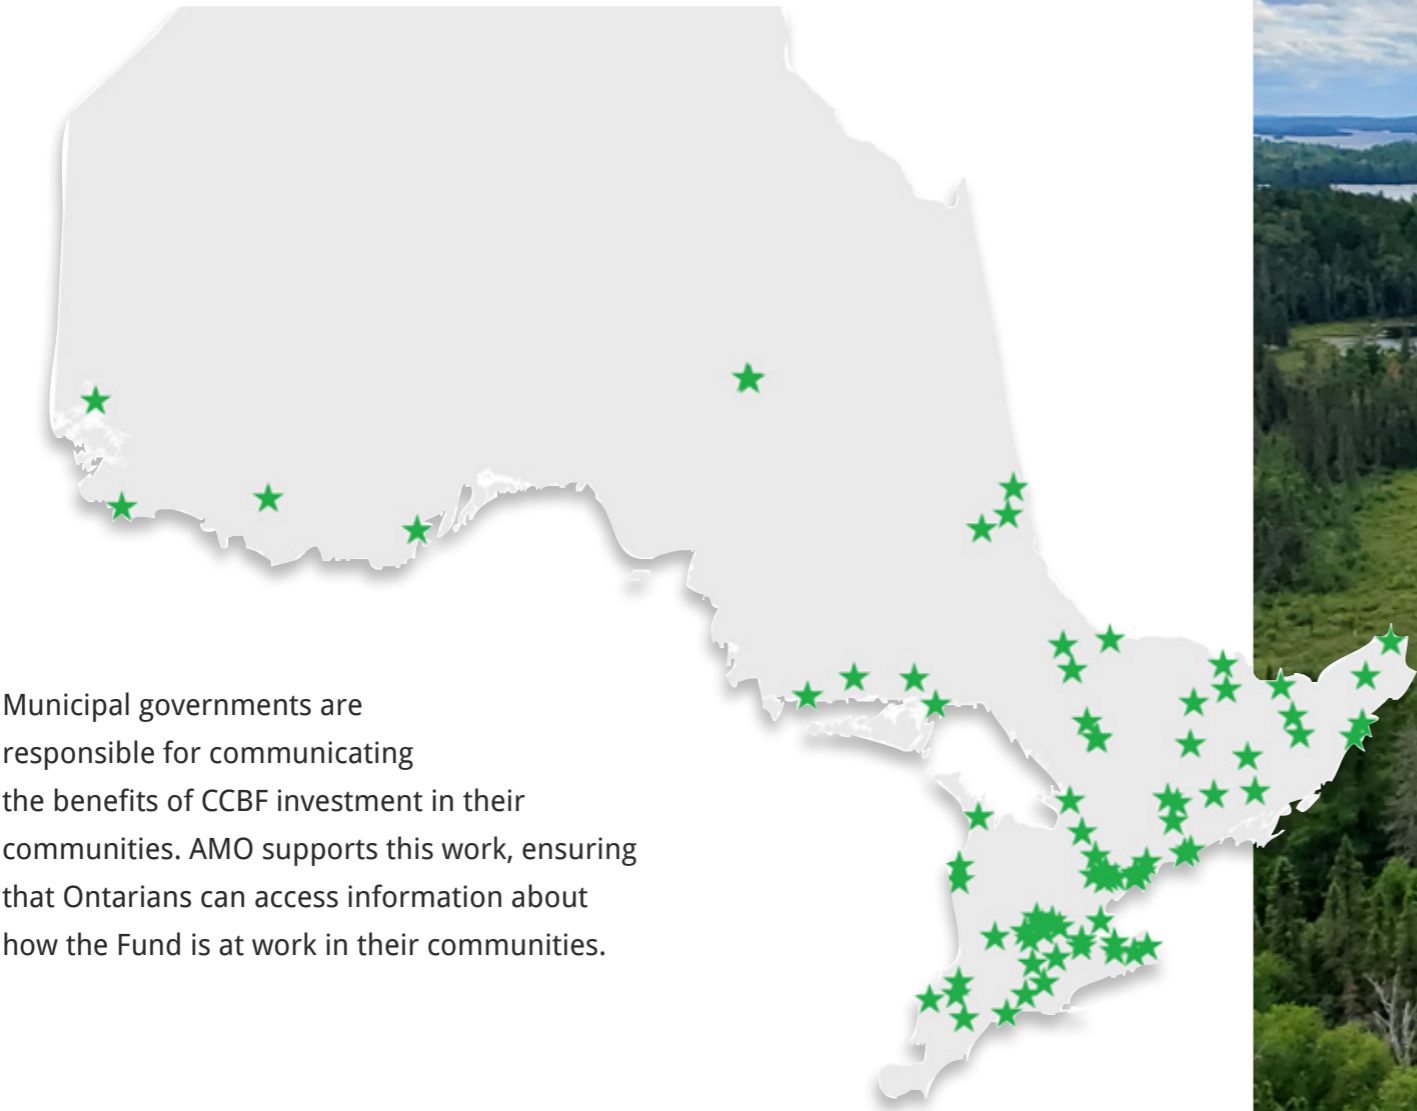 Municipal governments are
responsible for communicating
the benefits of CCBF investment in their
communities. AMO supports this work, ensuring
that Ontarians can access information about
how the Fund is at work in their communities.